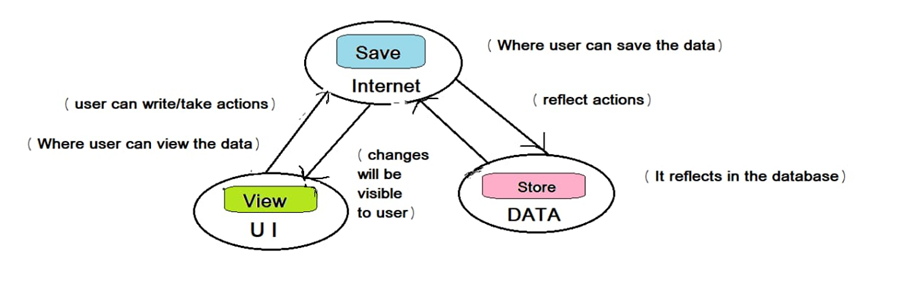 Save
Internet
( Where user can save the data)
( user can write/take actions)
( reflect actions)
( Where user can view the data)
( changes
will be
visible
to user)
View
U I
Store
DATA
( It reflects in the database)